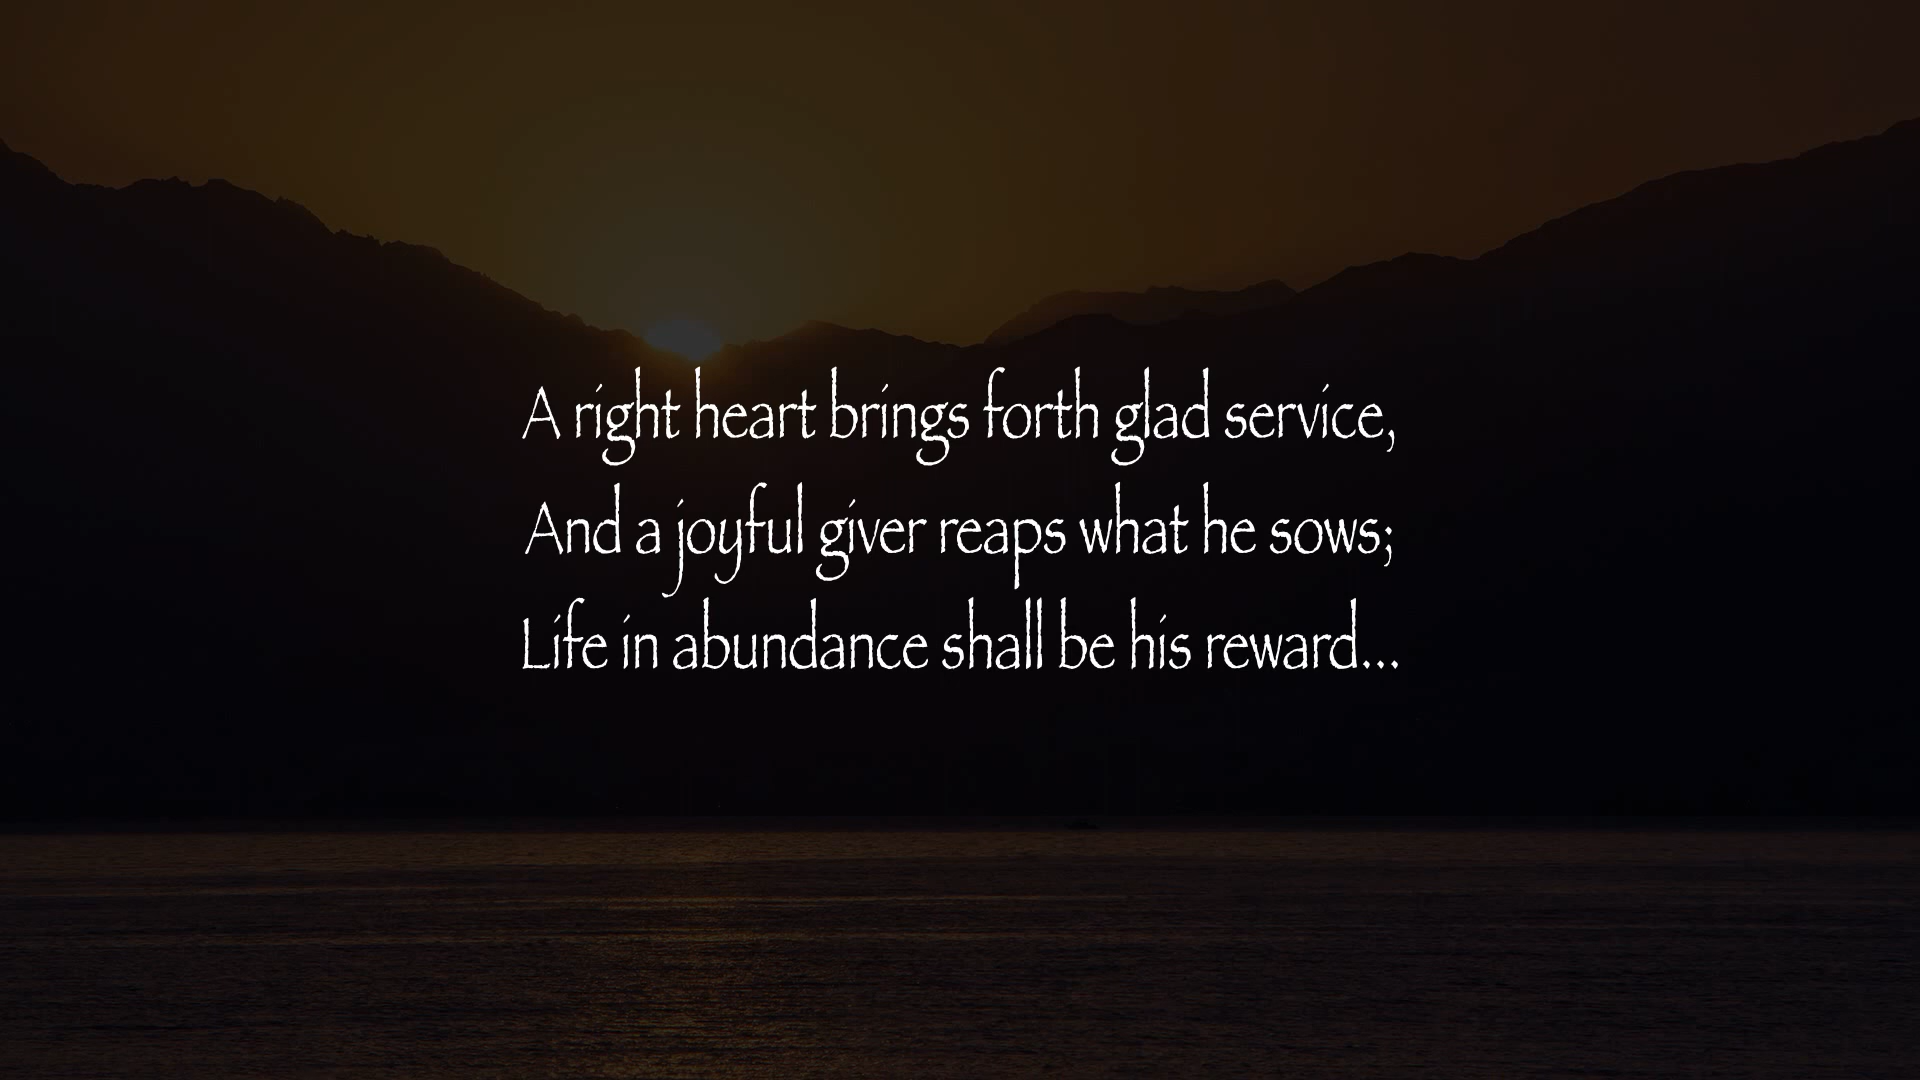 A right heart brings forth glad service,
And a joyful giver reaps what he sows;
Life in abundance shall be his reward...